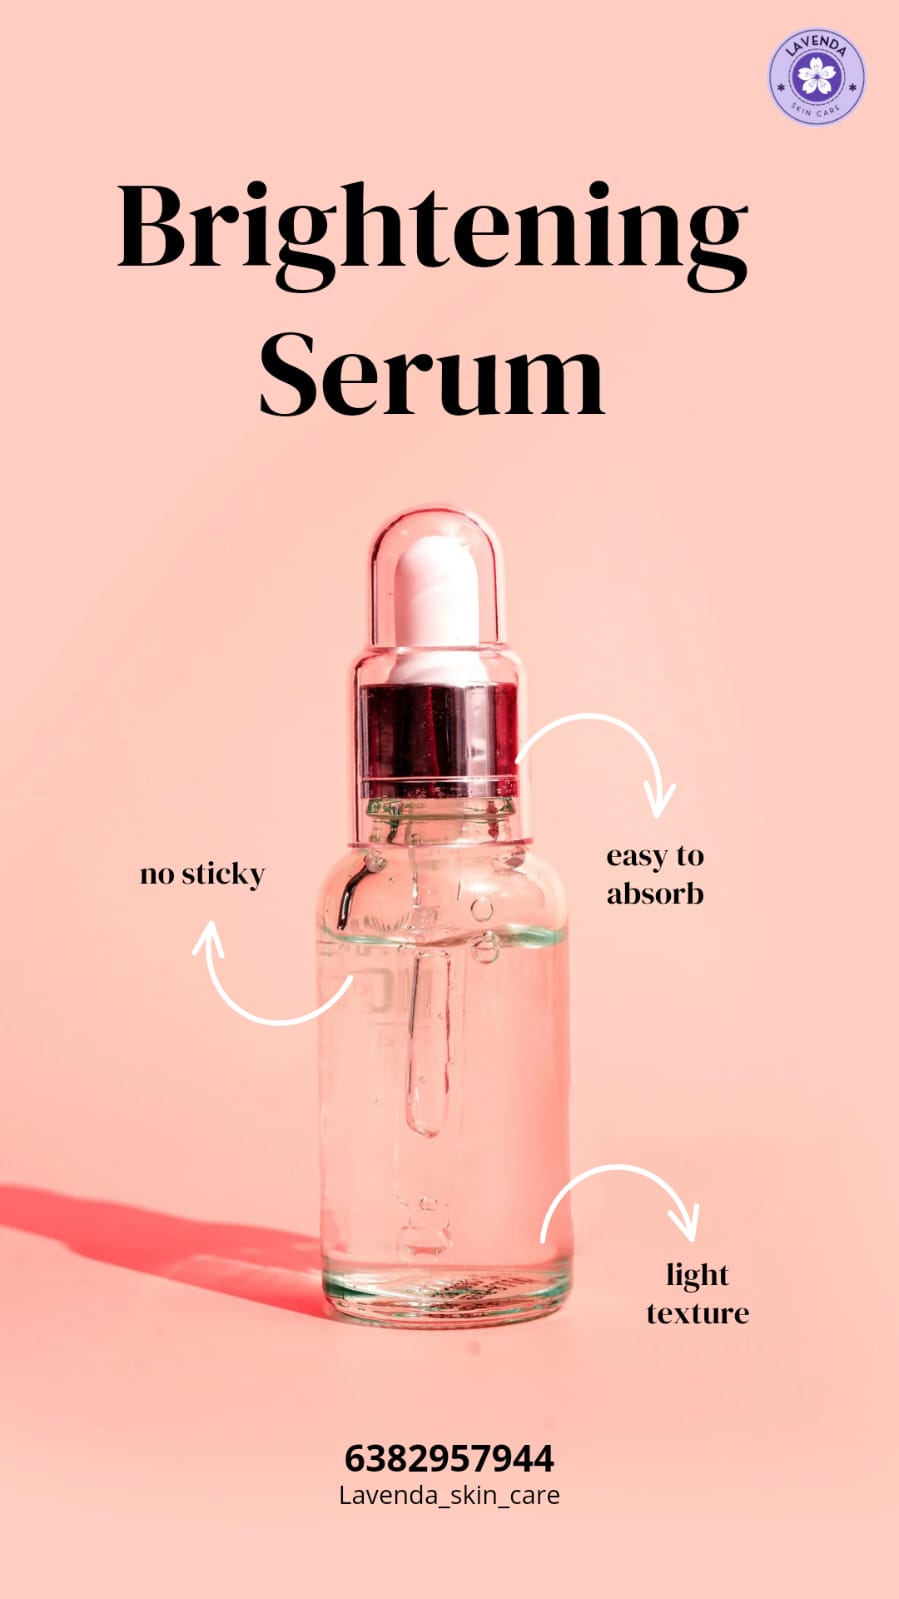 LAVENDA
SKIN CARE
Brightening
Serum
easy to
absorb
no sticky
light
texture
6382957944
Lavenda_skin_care